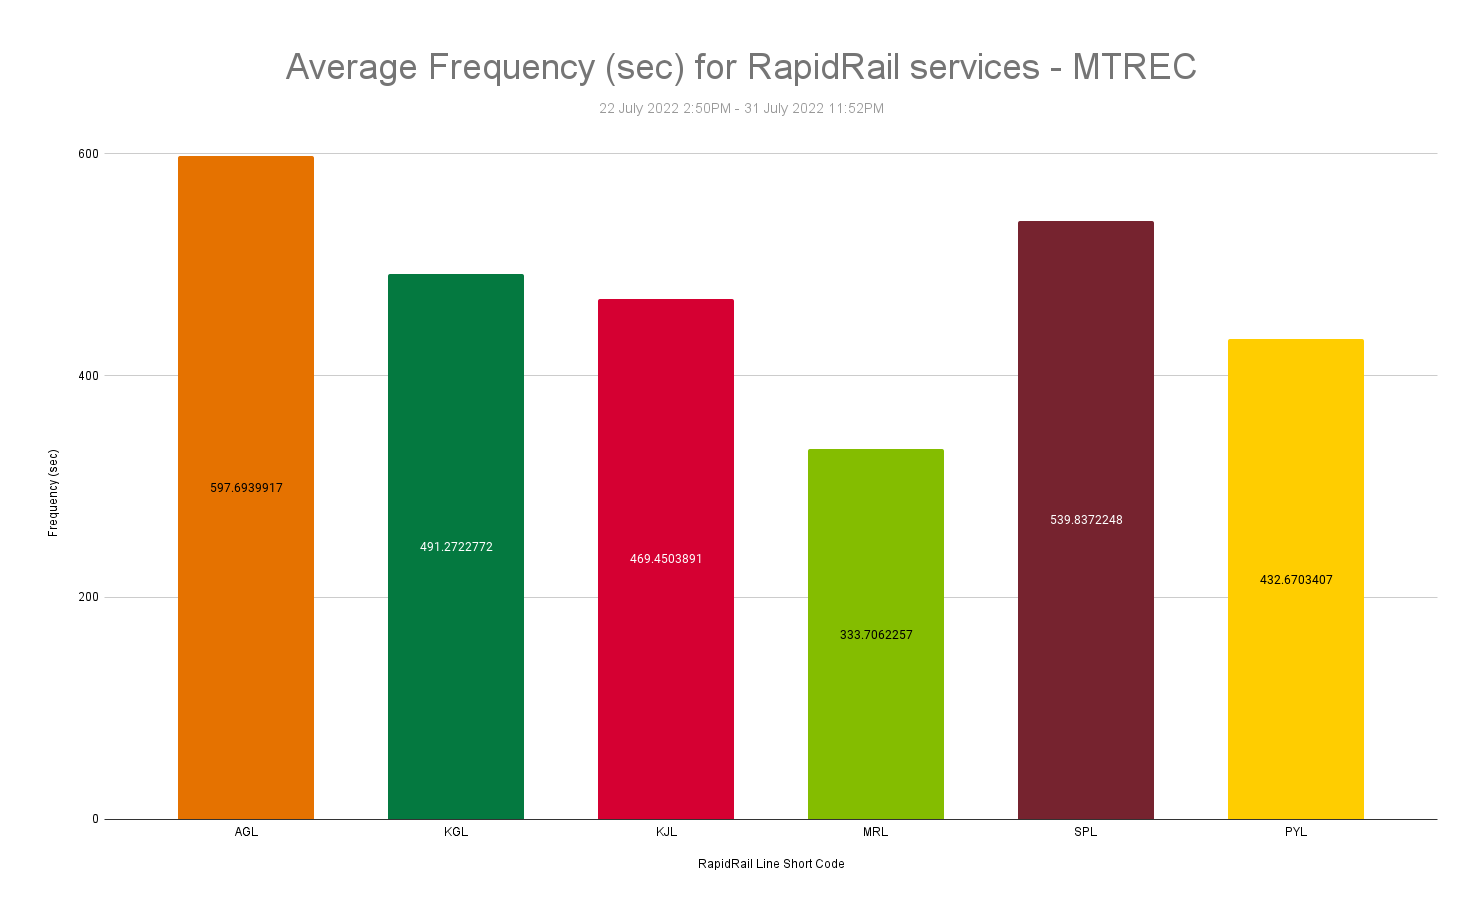 Average Frequency (sec) for RapidRail services - MTREC
22 July 2022 2:50PM - 31 July 2022 11:52PM
600
400
200
0
Frequency (sec)
597.6939917
491.2722772
469.4503891
333.7062257
539.8372248
432.6703407
AGL
KGL
KJL
MRL
SPL
PYL
RapidRail Line Short Code